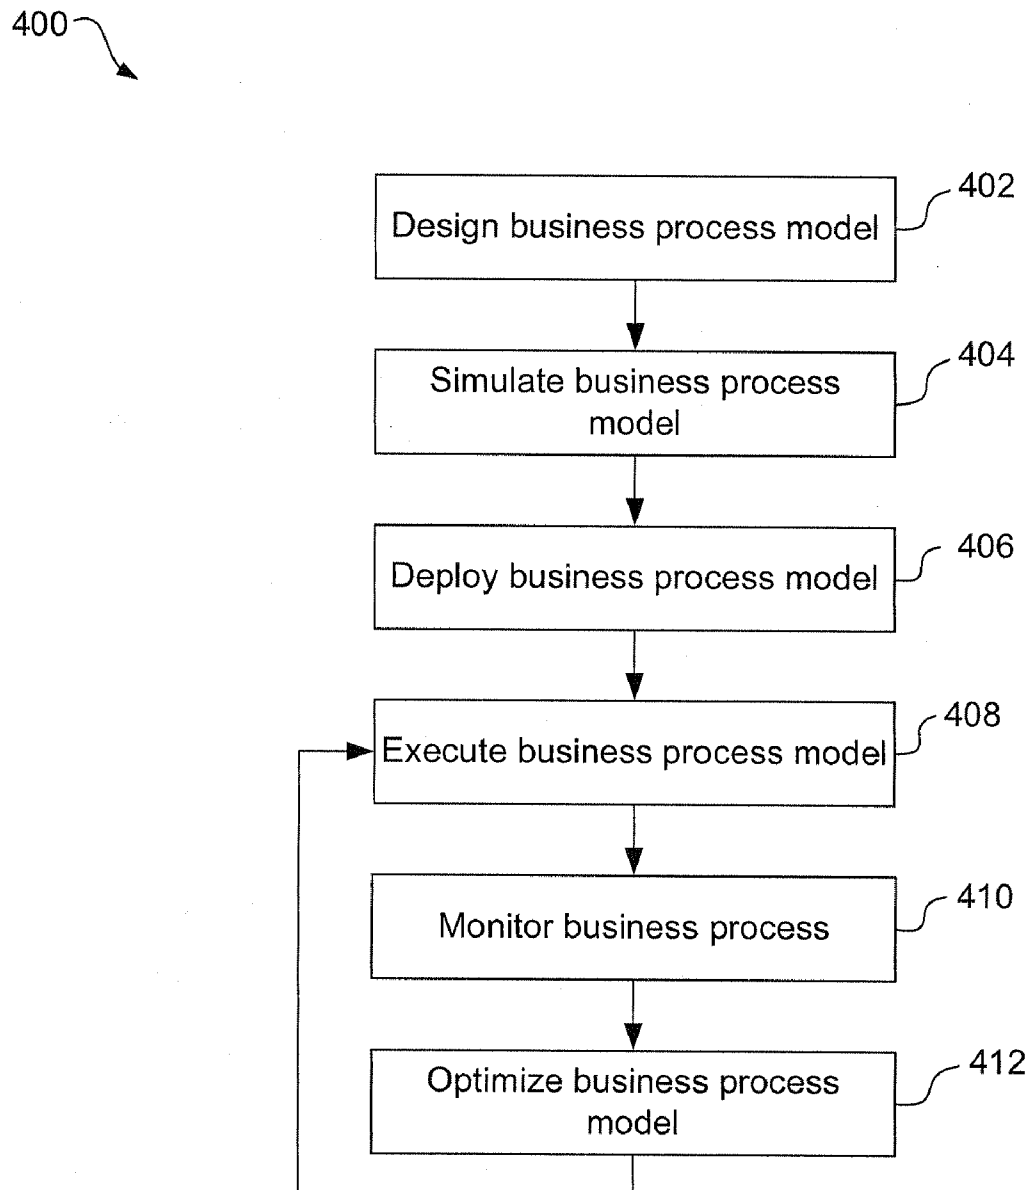 400
402
Design business process model
404
Simulate business process
model
406
Deploy business process model
408
Execute business process model
410
Monitor business process
412
Optimize business process
model